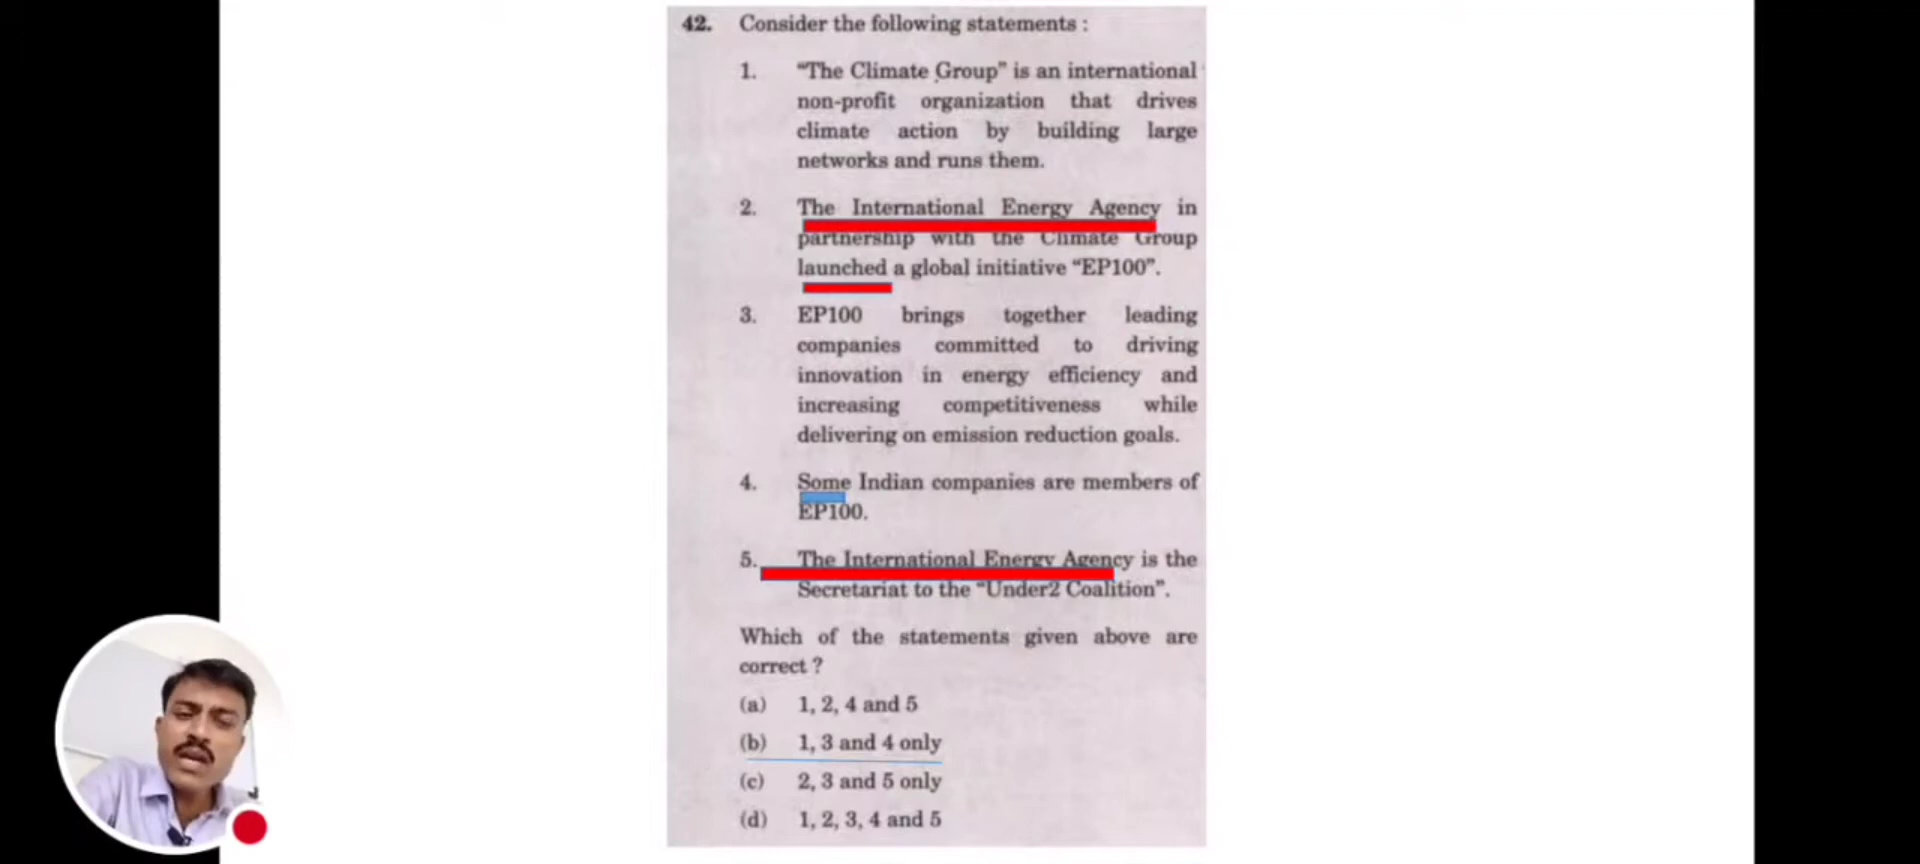 42. Consider the following statements :
1. "The Climate Group" is an international
non-profit organization that drives
climate action by building large
networks and runs them.
2. The International Energy Agency in
partnership with the Climate Group
launched a global initiative "EP100".
3. EP100 brings together leading
companies committed to driving
innovation in energy efficiency and
increasing competitiveness while
delivering on emission reduction goals.
4. Some Indian companies are members of
EP100.
5. The International Energy Agency is the
Secretariat to the "Under2 Coalition".
Which of the statements given above are
correct ?
(a) 1, 2, 4 and 5
(b) 1, 3 and 4 only
(c) 2, 3 and 5 only
(d) 1, 2, 3, 4 and 5